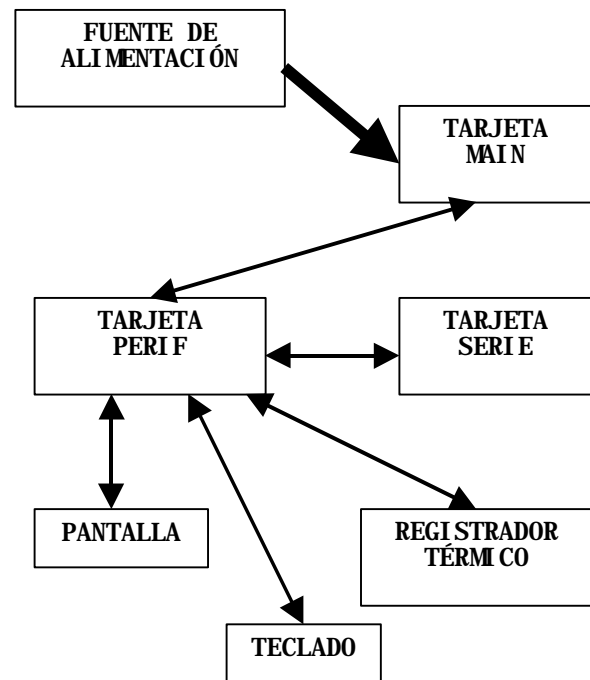 FUENTE DE
ALIMENTACIÓN
TARJETA
MAIN
TARJETA
PERIF
TARJETA
SERIE
PANTALLA
REGISTRADOR
TÉRMICO
TECLADO